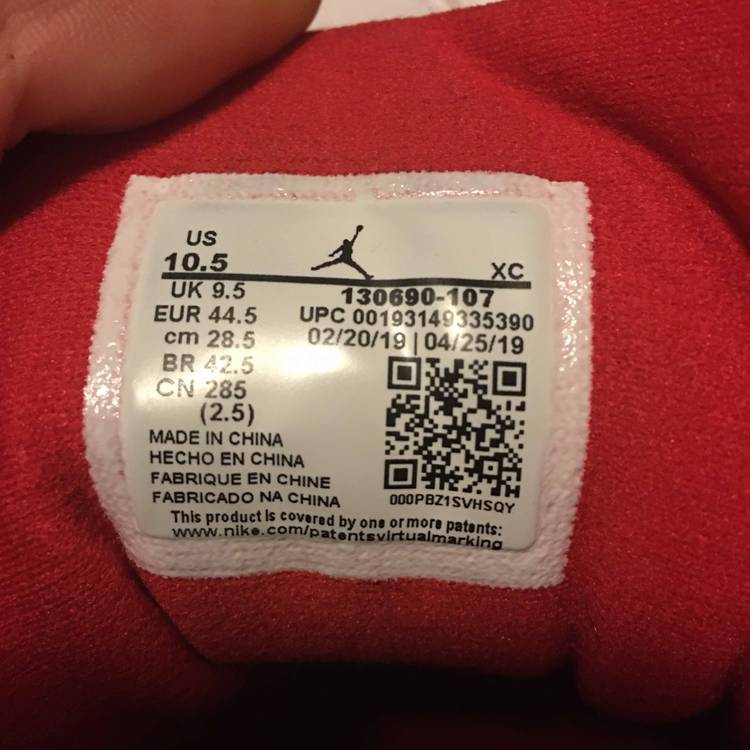 US
10.5
XC
UK 9.5
EUR 44.5
cm 28.5
BR 42.5
CN 285
(2.5)
130690-107
UPC 00193149335390
02/20/19 | 04/25/19
000PBZ1SVHSQY
MADE IN CHINA
HECHO EN CHINA
FABRIQUE EN CHINE
FABRICADO NA CHINA
This product is covered by one or more patents:
www.nike.com/patentsvirtualmarking